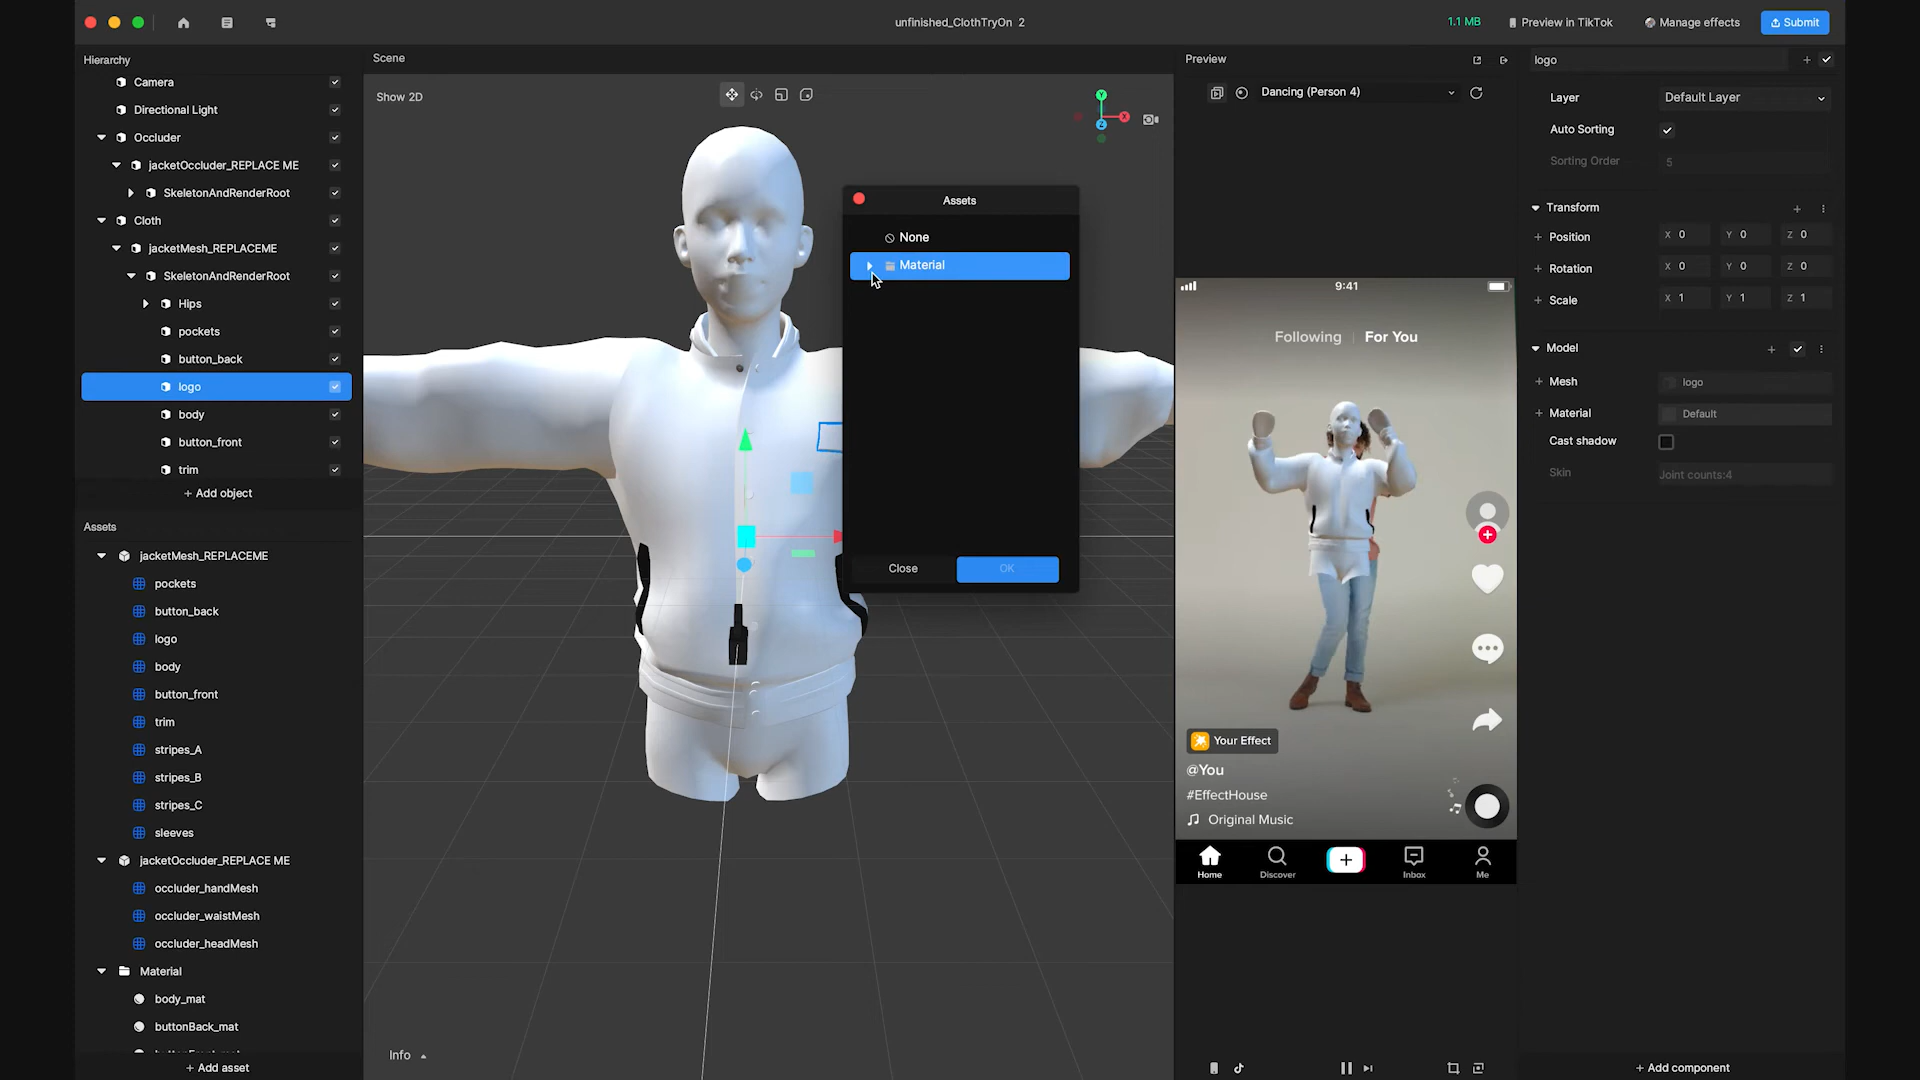 unfinished_ClothTryOn 2
1.1 MB
Preview in TikTok
Manage effects
Submit
Hierarchy
Camera
Directional Light
Occluder
jacketOccluder_REPLACE ME
SkeletonAndRenderRoot
Cloth
jacketMesh_REPLACEME
SkeletonAndRenderRoot
Hips
pockets
button_back
logo
body
button_front
trim
+ Add object
Assets
jacketMesh_REPLACEME
pockets
button_back
logo
body
button_front
trim
stripes_A
stripes_B
stripes_C
sleeves
jacketOccluder_REPLACE ME
occluder_handMesh
occluder_waistMesh
occluder_headMesh
Material
body_mat
buttonBack_mat
+ Add asset
Scene
Show 2D
Y
X
Z
Assets
None
Material
Close
OK
Info
Preview
Dancing (Person 4)
9:41
Following | For You
Your Effect
@You
#EffectHouse
Original Music
Home
Discover
Inbox
Me
logo
Layer
Default Layer
Auto Sorting
Sorting Order
5
Transform
Position
X 0
Y 0
Z 0
Rotation
X 0
Y 0
Z 0
Scale
X 1
Y 1
Z 1
Model
Mesh
logo
Material
Default
Cast shadow
Skin
Joint counts:4
+ Add component